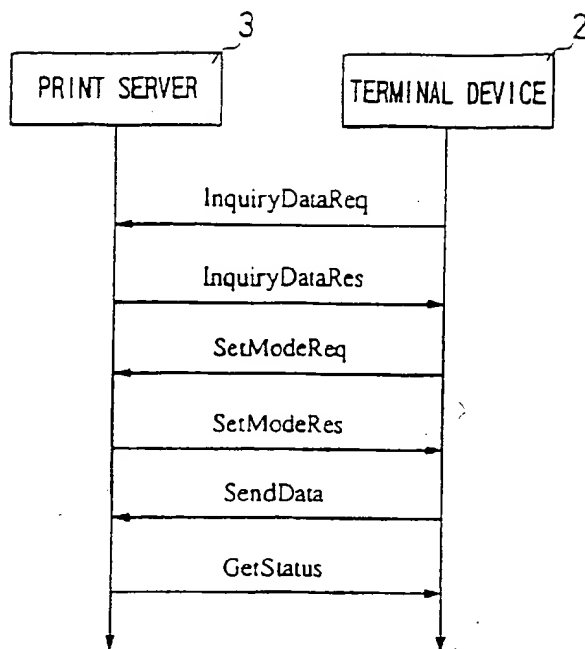 3
2
PRINT SERVER
TERMINAL DEVICE
InquiryDataReq
InquiryDataRes
SetModeReq
SetModeRes
SendData
GetStatus